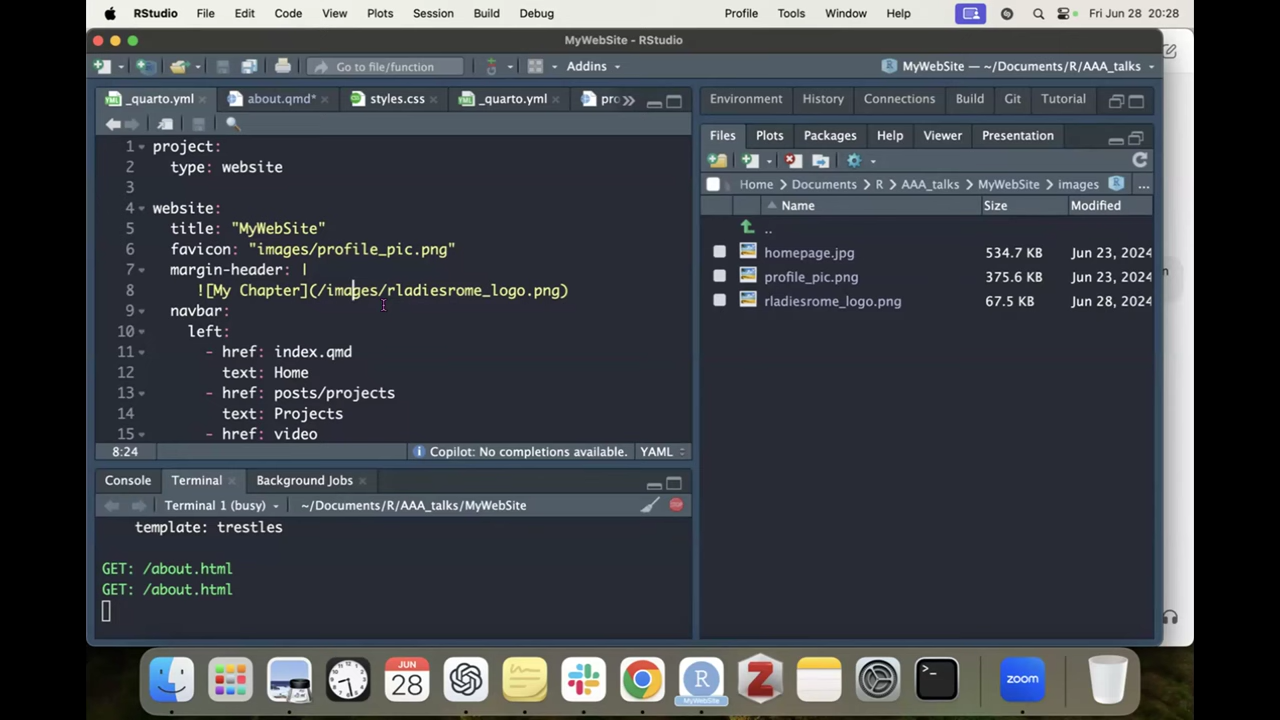 RStudio File Edit Code View Plots Session Build Debug Profile Tools Window Help Fri Jun 28 20:28
MyWebSite - RStudio
Go to file/function Addins MyWebSite — ~/Documents/R/AAA_talks
_quarto.yml about.qmd* styles.css _quarto.yml pro
1 project:
2 type: website
3
4 website:
5 title: "MyWebSite"
6 favicon: "images/profile_pic.png"
7 margin-header: |
8 ![My Chapter](/images/rladiesrome_logo.png)
9 navbar:
10 left:
11 - href: index.qmd
12 text: Home
13 - href: posts/projects
14 text: Projects
15 - href: video
8:24 Copilot: No completions available. YAML
Console Terminal Background Jobs
Terminal 1 (busy) ~/Documents/R/AAA_talks/MyWebSite
template: trestles
GET: /about.html
GET: /about.html
Environment History Connections Build Git Tutorial
Files Plots Packages Help Viewer Presentation
Home Documents R AAA_talks MyWebSite images ...
Name Size Modified
..
homepage.jpg 534.7 KB Jun 23, 2024
profile_pic.png 375.6 KB Jun 23, 2024
rladiesrome_logo.png 67.5 KB Jun 28, 2024
JUN
28
R
MyWebSite
Z
>_
zoom